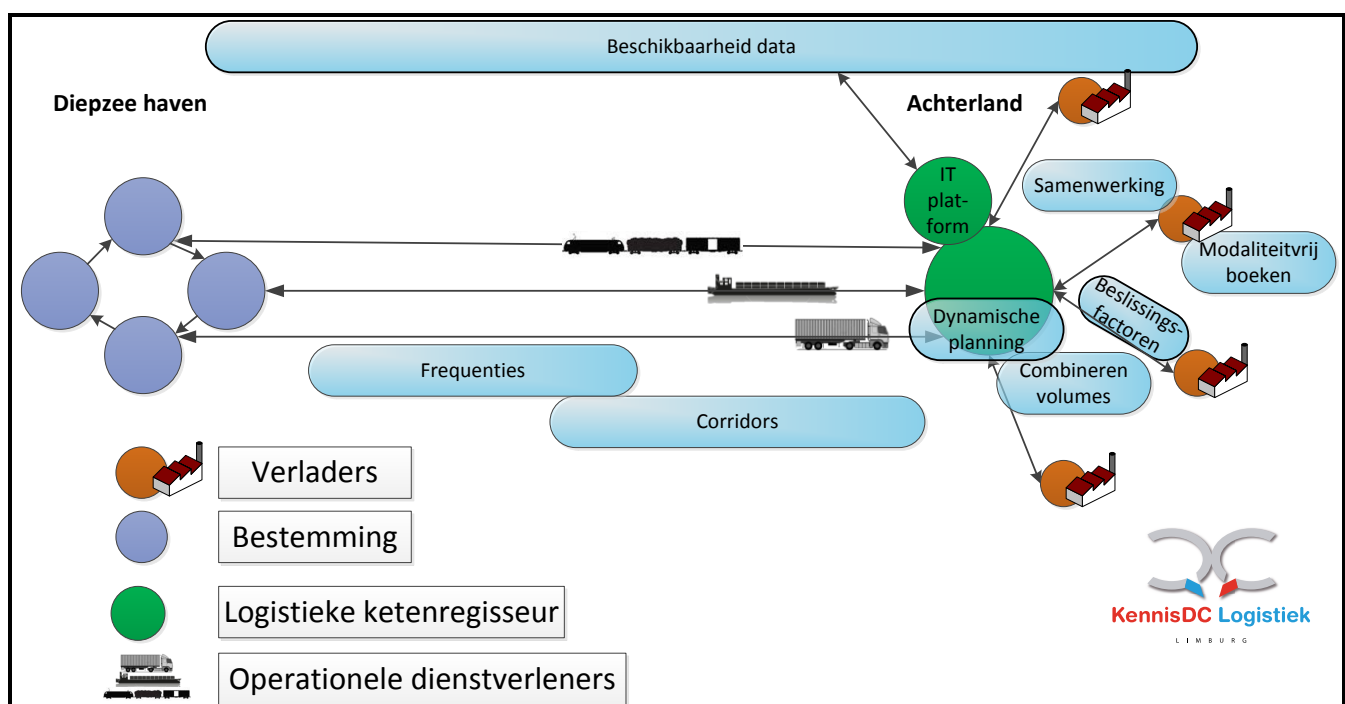 Beschikbaarheid data
Diepzee haven
Achterland
IT
plat-
form
Samenwerking
Modaliteitvrij
boeken
Beslissings-
factoren
Dynamische
planning
Combineren
volumes
Frequenties
Corridors
Verladers
Bestemming
Logistieke ketenregisseur
Operationele dienstverleners
KennisDC Logistiek
LIMBURG